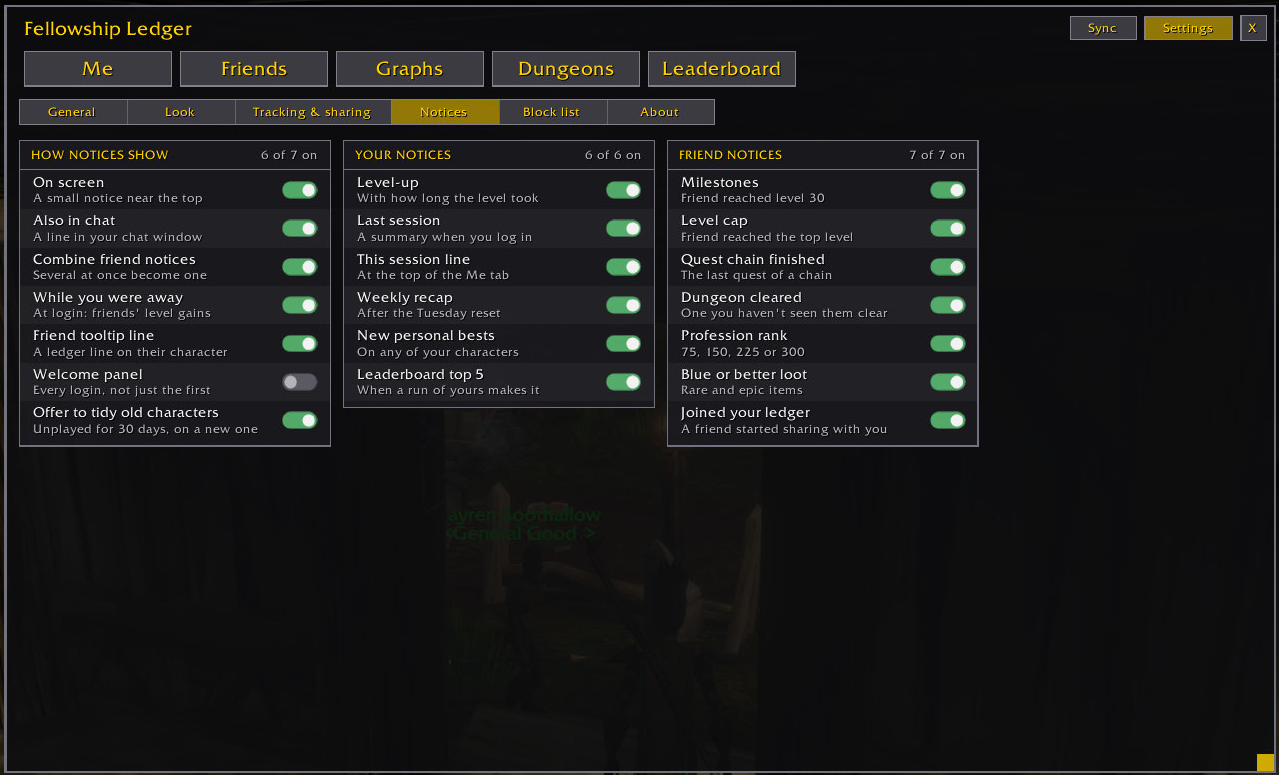 Fellowship Ledger
Sync
Settings
X
Me
Friends
Graphs
Dungeons
Leaderboard
General
Look
Tracking & sharing
Notices
Block list
About
HOW NOTICES SHOW
6 of 7 on
On screen
A small notice near the top
Also in chat
A line in your chat window
Combine friend notices
Several at once become one
While you were away
At login: friends' level gains
Friend tooltip line
A ledger line on their character
Welcome panel
Every login, not just the first
Offer to tidy old characters
Unplayed for 30 days, on a new one
YOUR NOTICES
6 of 6 on
Level-up
With how long the level took
Last session
A summary when you log in
This session line
At the top of the Me tab
Weekly recap
After the Tuesday reset
New personal bests
On any of your characters
Leaderboard top 5
When a run of yours makes it
FRIEND NOTICES
7 of 7 on
Milestones
Friend reached level 30
Level cap
Friend reached the top level
Quest chain finished
The last quest of a chain
Dungeon cleared
One you haven't seen them clear
Profession rank
75, 150, 225 or 300
Blue or better loot
Rare and epic items
Joined your ledger
A friend started sharing with you
<General Good >